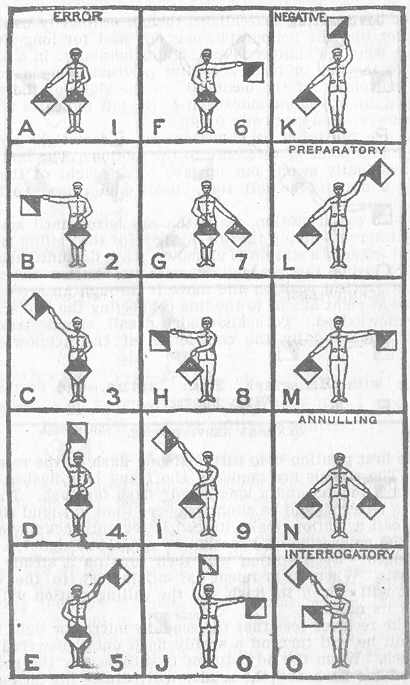 ERROR
A 1
F 6
NEGATIVE
K
B 2
G 7
PREPARATORY
L
C 3
H 8
M
D 4
I 9
ANNULLING
N
E 5
J 0
INTERROGATORY
O